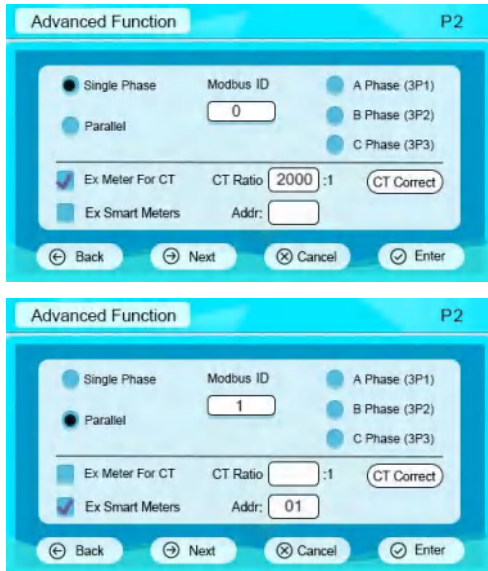 Advanced Function P2
Single Phase Modbus ID A Phase (3P1)
0 B Phase (3P2)
Parallel
C Phase (3P3)
Ex Meter For CT CT Ratio 2000 :1 CT Correct
Ex Smart Meters Addr:
Back Next Cancel Enter
Advanced Function P2
Single Phase Modbus ID A Phase (3P1)
1 B Phase (3P2)
Parallel
C Phase (3P3)
Ex Meter For CT CT Ratio :1 CT Correct
Ex Smart Meters Addr: 01
Back Next Cancel Enter